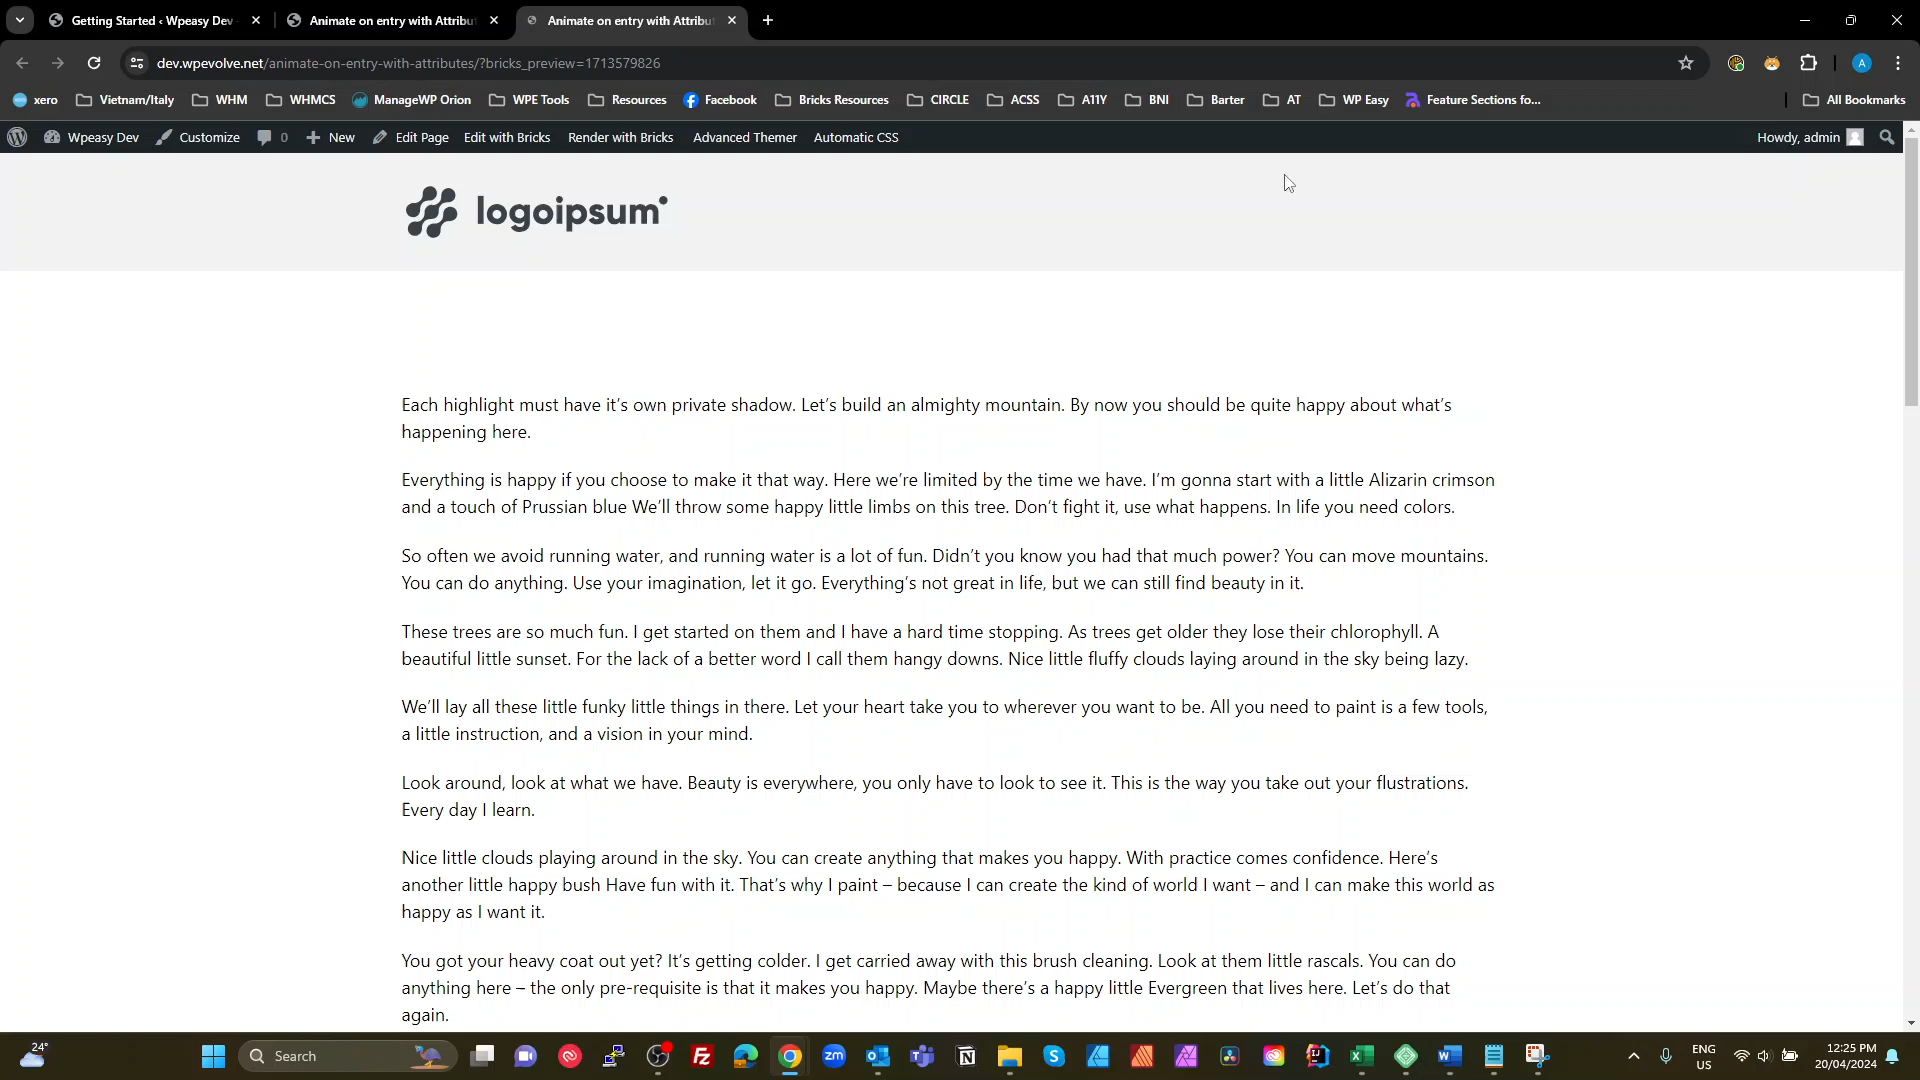 Getting Started ‹ Wpeasy Dev
Animate on entry with Attribut
Animate on entry with Attribut
dev.wpevolve.net/animate-on-entry-with-attributes/?bricks_preview=1713579826
A
xero
Vietnam/Italy
WHM
WHMCS
ManageWP Orion
WPE Tools
Resources
Facebook
Bricks Resources
CIRCLE
ACSS
A11Y
BNI
Barter
AT
WP Easy
Feature Sections fo...
All Bookmarks
Wpeasy Dev
Customize
0
New
Edit Page
Edit with Bricks
Render with Bricks
Advanced Themer
Automatic CSS
Howdy, admin
logoipsum
Each highlight must have it’s own private shadow. Let’s build an almighty mountain. By now you should be quite happy about what’s
happening here.
Everything is happy if you choose to make it that way. Here we’re limited by the time we have. I’m gonna start with a little Alizarin crimson
and a touch of Prussian blue We’ll throw some happy little limbs on this tree. Don’t fight it, use what happens. In life you need colors.
So often we avoid running water, and running water is a lot of fun. Didn’t you know you had that much power? You can move mountains.
You can do anything. Use your imagination, let it go. Everything’s not great in life, but we can still find beauty in it.
These trees are so much fun. I get started on them and I have a hard time stopping. As trees get older they lose their chlorophyll. A
beautiful little sunset. For the lack of a better word I call them hangy downs. Nice little fluffy clouds laying around in the sky being lazy.
We’ll lay all these little funky little things in there. Let your heart take you to wherever you want to be. All you need to paint is a few tools,
a little instruction, and a vision in your mind.
Look around, look at what we have. Beauty is everywhere, you only have to look to see it. This is the way you take out your flustrations.
Every day I learn.
Nice little clouds playing around in the sky. You can create anything that makes you happy. With practice comes confidence. Here’s
another little happy bush Have fun with it. That’s why I paint – because I can create the kind of world I want – and I can make this world as
happy as I want it.
You got your heavy coat out yet? It’s getting colder. I get carried away with this brush cleaning. Look at them little rascals. You can do
anything here – the only pre-requisite is that it makes you happy. Maybe there’s a happy little Evergreen that lives here. Let’s do that
again.
24°
Search
zm
ENG
US
12:25 PM
20/04/2024